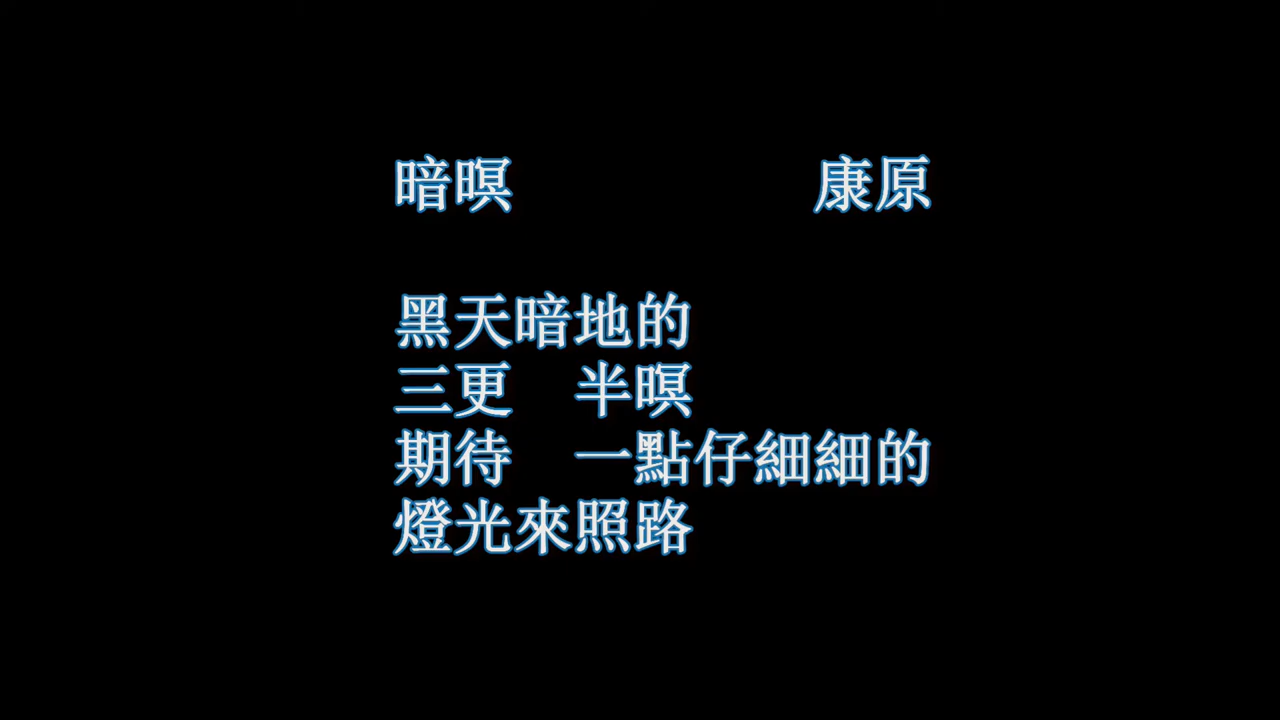 暗暝　　　　　康原
黑天暗地的
三更　半暝
期待　一點仔細細的
燈光來照路